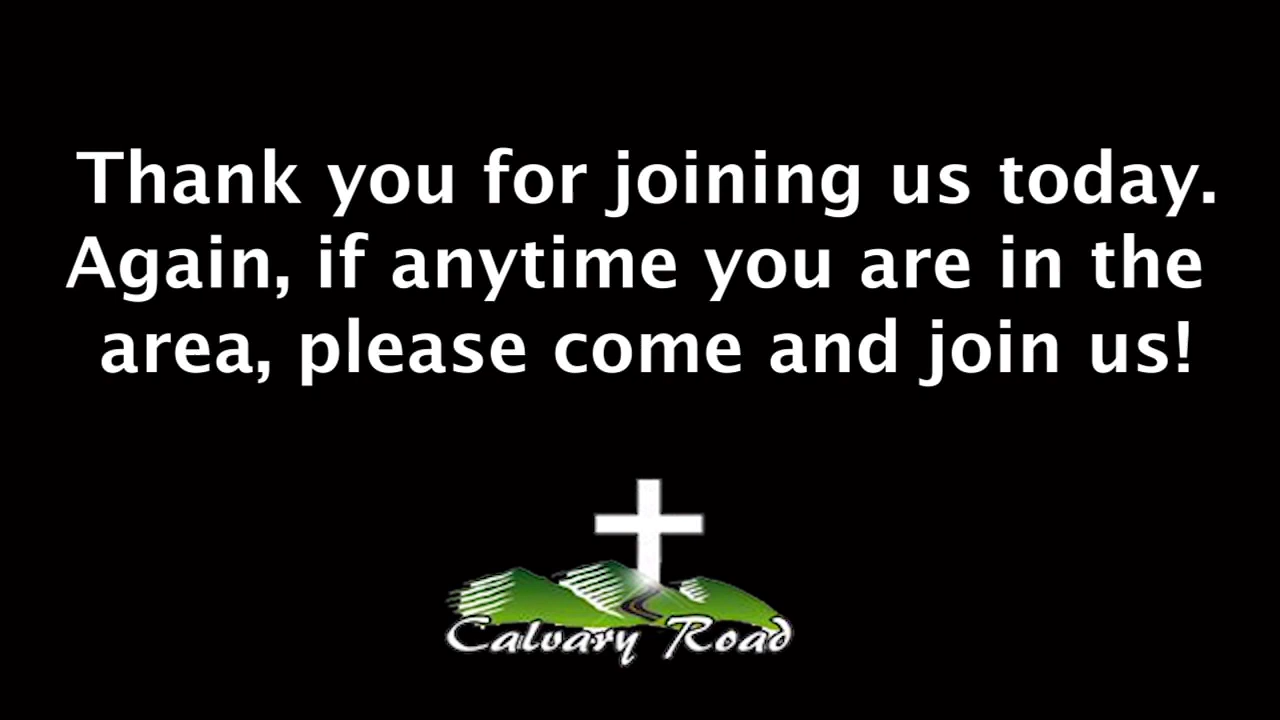 Thank you for joining us today.
Again, if anytime you are in the
area, please come and join us!
Calvary Road